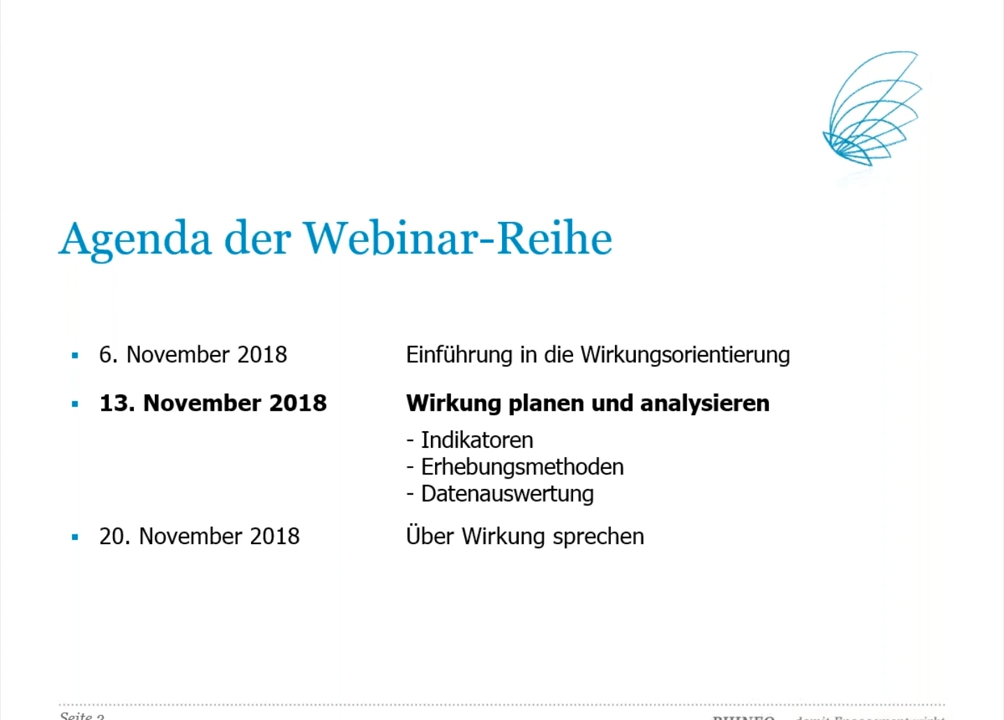 Agenda der Webinar-Reihe
▪ 6. November 2018 Einführung in die Wirkungsorientierung
▪ 13. November 2018 Wirkung planen und analysieren
- Indikatoren
- Erhebungsmethoden
- Datenauswertung
▪ 20. November 2018 Über Wirkung sprechen
Seite 2